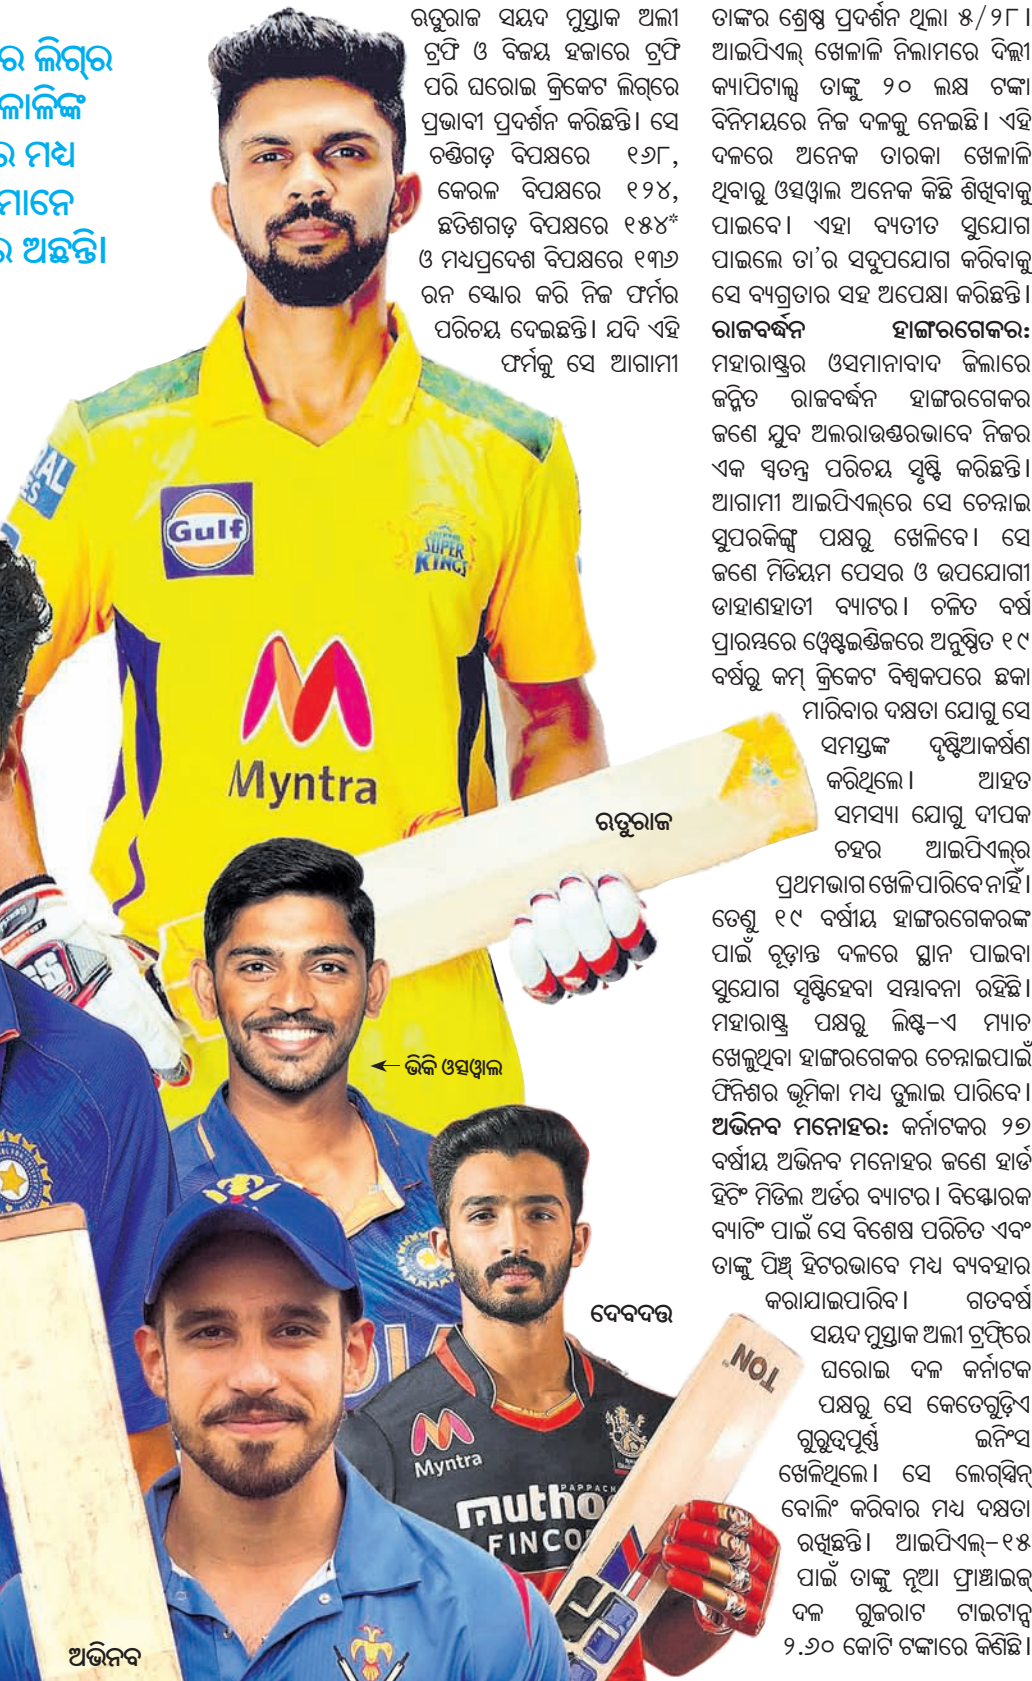 ର ଲିଗ୍‌ର
ଳାଳିଙ୍କ
ର ମଧ୍ୟ
ମାନେ
ର ଅଛନ୍ତି।
ଋତୁରାଜ ସୟଦ ମୁସ୍ତାକ ଅଲୀ
ଟ୍ରଫି ଓ ବିଜୟ ହଜାରେ ଟ୍ରଫି
ପରି ଘରୋଇ କ୍ରିକେଟ ଲିଗ୍‌ରେ
ପ୍ରଭାବୀ ପ୍ରଦର୍ଶନ କରିଛନ୍ତି। ସେ
ଚଣ୍ଡିଗଡ଼ ବିପକ୍ଷରେ ୧୬୮,
କେରଳ ବିପକ୍ଷରେ ୧୨୪,
ଛତିଶଗଡ଼ ବିପକ୍ଷରେ ୧୫୪*
ଓ ମଧ୍ୟପ୍ରଦେଶ ବିପକ୍ଷରେ ୧୩୬
ରନ ସ୍କୋର କରି ନିଜ ଫର୍ମର
ପରିଚୟ ଦେଇଛନ୍ତି। ଯଦି ଏହି
ଫର୍ମକୁ ସେ ଆଗାମୀ
ତାଙ୍କର ଶ୍ରେଷ୍ଠ ପ୍ରଦର୍ଶନ ଥିଲା ୫/୨୮।
ଆଇପିଏଲ୍ ଖେଳାଳି ନିଲାମରେ ଦିଲ୍ଲୀ
କ୍ୟାପିଟାଲ୍ସ ତାଙ୍କୁ ୨୦ ଲକ୍ଷ ଟଙ୍କା
ବିନିମୟରେ ନିଜ ଦଳକୁ ନେଇଛି। ଏହି
ଦଳରେ ଅନେକ ତାରକା ଖେଳାଳି
ଥିବାରୁ ଓସ୍ତ୍ୱାଲ ଅନେକ କିଛି ଶିଖିବାକୁ
ପାଇବେ। ଏହା ବ୍ୟତୀତ ସୁଯୋଗ
ପାଇଲେ ତା'ର ସଦୁପଯୋଗ କରିବାକୁ
ସେ ବ୍ୟଗ୍ରତାର ସହ ଅପେକ୍ଷା କରିଛନ୍ତି।
ରାଜବର୍ଦ୍ଧନ ହାଙ୍ଗରଗେକର:
ମହାରାଷ୍ଟ୍ରର ଓସମାନାବାଦ ଜିଲାରେ
ଜନ୍ମିତ ରାଜବର୍ଦ୍ଧନ ହାଙ୍ଗରଗେକର
ଜଣେ ଯୁବ ଅଲରାଉଣ୍ଡରଭାବେ ନିଜର
ଏକ ସ୍ୱତନ୍ତ୍ର ପରିଚୟ ସୃଷ୍ଟି କରିଛନ୍ତି।
ଆଗାମୀ ଆଇପିଏଲ୍‌ରେ ସେ ଚେନ୍ନାଇ
ସୁପରକିଙ୍ଗ୍ସ ପକ୍ଷରୁ ଖେଳିବେ। ସେ
ଜଣେ ମିଡିୟମ ପେସର ଓ ଉପଯୋଗୀ
ଡାହାଣହାତୀ ବ୍ୟାଟର। ଚଳିତ ବର୍ଷ
ପ୍ରାରମ୍ଭରେ ୱେଷ୍ଟଇଣ୍ଡିଜରେ ଅନୁଷ୍ଠିତ ୧୯
ବର୍ଷରୁ କମ୍ କ୍ରିକେଟ ବିଶ୍ୱକପରେ ଛକା
ମାରିବାର ଦକ୍ଷତା ଯୋଗୁ ସେ
ସମସ୍ତଙ୍କ ଦୃଷ୍ଟିଆକର୍ଷଣ
କରିଥିଲେ। ଆହତ
ସମସ୍ୟା ଯୋଗୁ ଦୀପକ
ଚହର ଆଇପିଏଲ୍‌ର
ପ୍ରଥମଭାଗ ଖେଳିପାରିବେ ନାହିଁ।
ତେଣୁ ୧୯ ବର୍ଷୀୟ ହାଙ୍ଗରଗେକରଙ୍କ
ପାଇଁ ଚୂଡ଼ାନ୍ତ ଦଳରେ ସ୍ଥାନ ପାଇବା
ସୁଯୋଗ ସୃଷ୍ଟିହେବା ସମ୍ଭାବନା ରହିଛି।
ମହାରାଷ୍ଟ୍ର ପକ୍ଷରୁ ଲିଷ୍ଟ-ଏ ମ୍ୟାଚ
ଖେଳୁଥିବା ହାଙ୍ଗରଗେକର ଚେନ୍ନାଇପାଇଁ
ଫିନିଶର ଭୂମିକା ମଧ୍ୟ ତୁଲାଇ ପାରିବେ।
ଅଭିନବ ମନୋହର: କର୍ନାଟକର ୨୭
ବର୍ଷୀୟ ଅଭିନବ ମନୋହର ଜଣେ ହାର୍ଡ
ହିଟିଂ ମିଡିଲ ଅର୍ଡର ବ୍ୟାଟର। ବିସ୍ଫୋରକ
ବ୍ୟାଟିଂ ପାଇଁ ସେ ବିଶେଷ ପରିଚିତ ଏବଂ
ତାଙ୍କୁ ପିଞ୍ଚ୍ ହିଟରଭାବେ ମଧ୍ୟ ବ୍ୟବହାର
କରାଯାଇପାରିବ। ଗତବର୍ଷ
ସୟଦ ମୁସ୍ତାକ ଅଲୀ ଟ୍ରଫିରେ
ଘରୋଇ ଦଳ କର୍ନାଟକ
ପକ୍ଷରୁ ସେ କେତେଗୁଡ଼ିଏ
ଗୁରୁତ୍ୱପୂର୍ଣ୍ଣ ଇନିଂସ
ଖେଳିଥିଲେ। ସେ ଲେଗ୍‌ସ୍ପିନ୍
ବୋଲିଂ କରିବାର ମଧ୍ୟ ଦକ୍ଷତା
ରଖିଛନ୍ତି। ଆଇପିଏଲ୍-୧୫
ପାଇଁ ତାଙ୍କୁ ନୂଆ ଫ୍ରାଞ୍ଚାଇଜ୍
ଦଳ ଗୁଜରାଟ ଟାଇଟାନ୍ସ
୨.୬୦ କୋଟି ଟଙ୍କାରେ କିଣିଛି।
Gulf
SUPER
KINGS
Myntra
ଋତୁରାଜ
ଭିକି ଓସ୍ତ୍ୱାଲ
ଦେବଦତ୍ତ
TON
Myntra
muthoo
FINCO
ଅଭିନବ